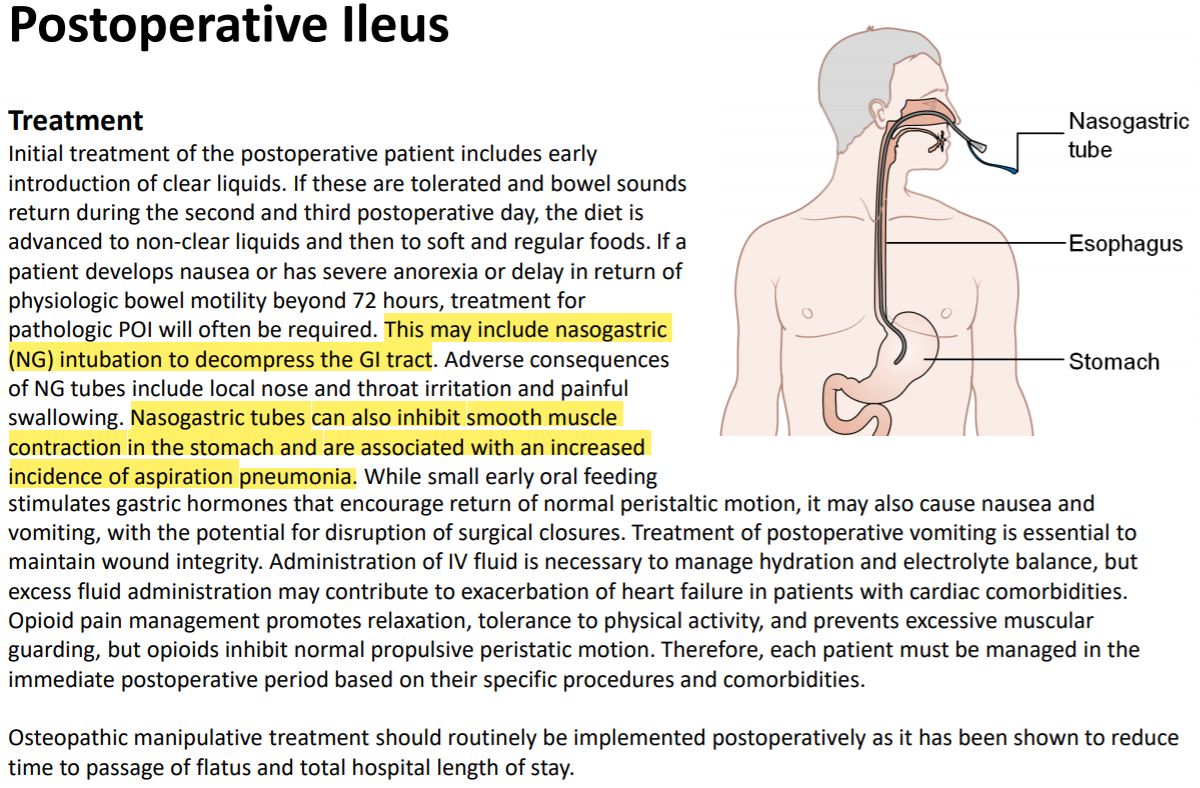 Postoperative Ileus
Treatment
Initial treatment of the postoperative patient includes early
introduction of clear liquids. If these are tolerated and bowel sounds
return during the second and third postoperative day, the diet is
advanced to non-clear liquids and then to soft and regular foods. If a
patient develops nausea or has severe anorexia or delay in return of
physiologic bowel motility beyond 72 hours, treatment for
pathologic POI will often be required. This may include nasogastric
(NG) intubation to decompress the GI tract. Adverse consequences
of NG tubes include local nose and throat irritation and painful
swallowing. Nasogastric tubes can also inhibit smooth muscle
contraction in the stomach and are associated with an increased
incidence of aspiration pneumonia. While small early oral feeding
stimulates gastric hormones that encourage return of normal peristaltic motion, it may also cause nausea and
vomiting, with the potential for disruption of surgical closures. Treatment of postoperative vomiting is essential to
maintain wound integrity. Administration of IV fluid is necessary to manage hydration and electrolyte balance, but
excess fluid administration may contribute to exacerbation of heart failure in patients with cardiac comorbidities.
Opioid pain management promotes relaxation, tolerance to physical activity, and prevents excessive muscular
guarding, but opioids inhibit normal propulsive peristatic motion. Therefore, each patient must be managed in the
immediate postoperative period based on their specific procedures and comorbidities.
Osteopathic manipulative treatment should routinely be implemented postoperatively as it has been shown to reduce
time to passage of flatus and total hospital length of stay.
Nasogastric
tube
Esophagus
Stomach